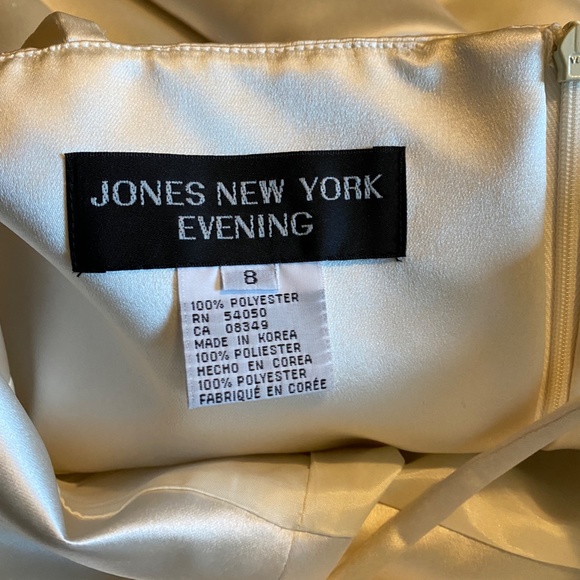 JONES NEW YORK
EVENING
8
100% POLYESTER
RN 54050
CA 08349
MADE IN KOREA
100% POLIESTER
HECHO EN COREA
100% POLYESTER
FABRIQUÉ EN CORÉE